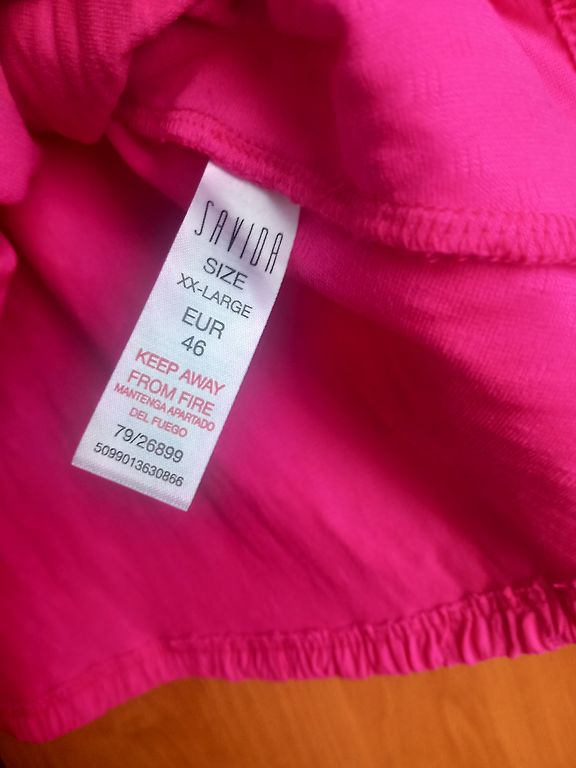 SAVIDA
SIZE
XX-LARGE
EUR
46
KEEP AWAY
FROM FIRE
MANTENGA APARTADO
DEL FUEGO
79/26899
5099013630866